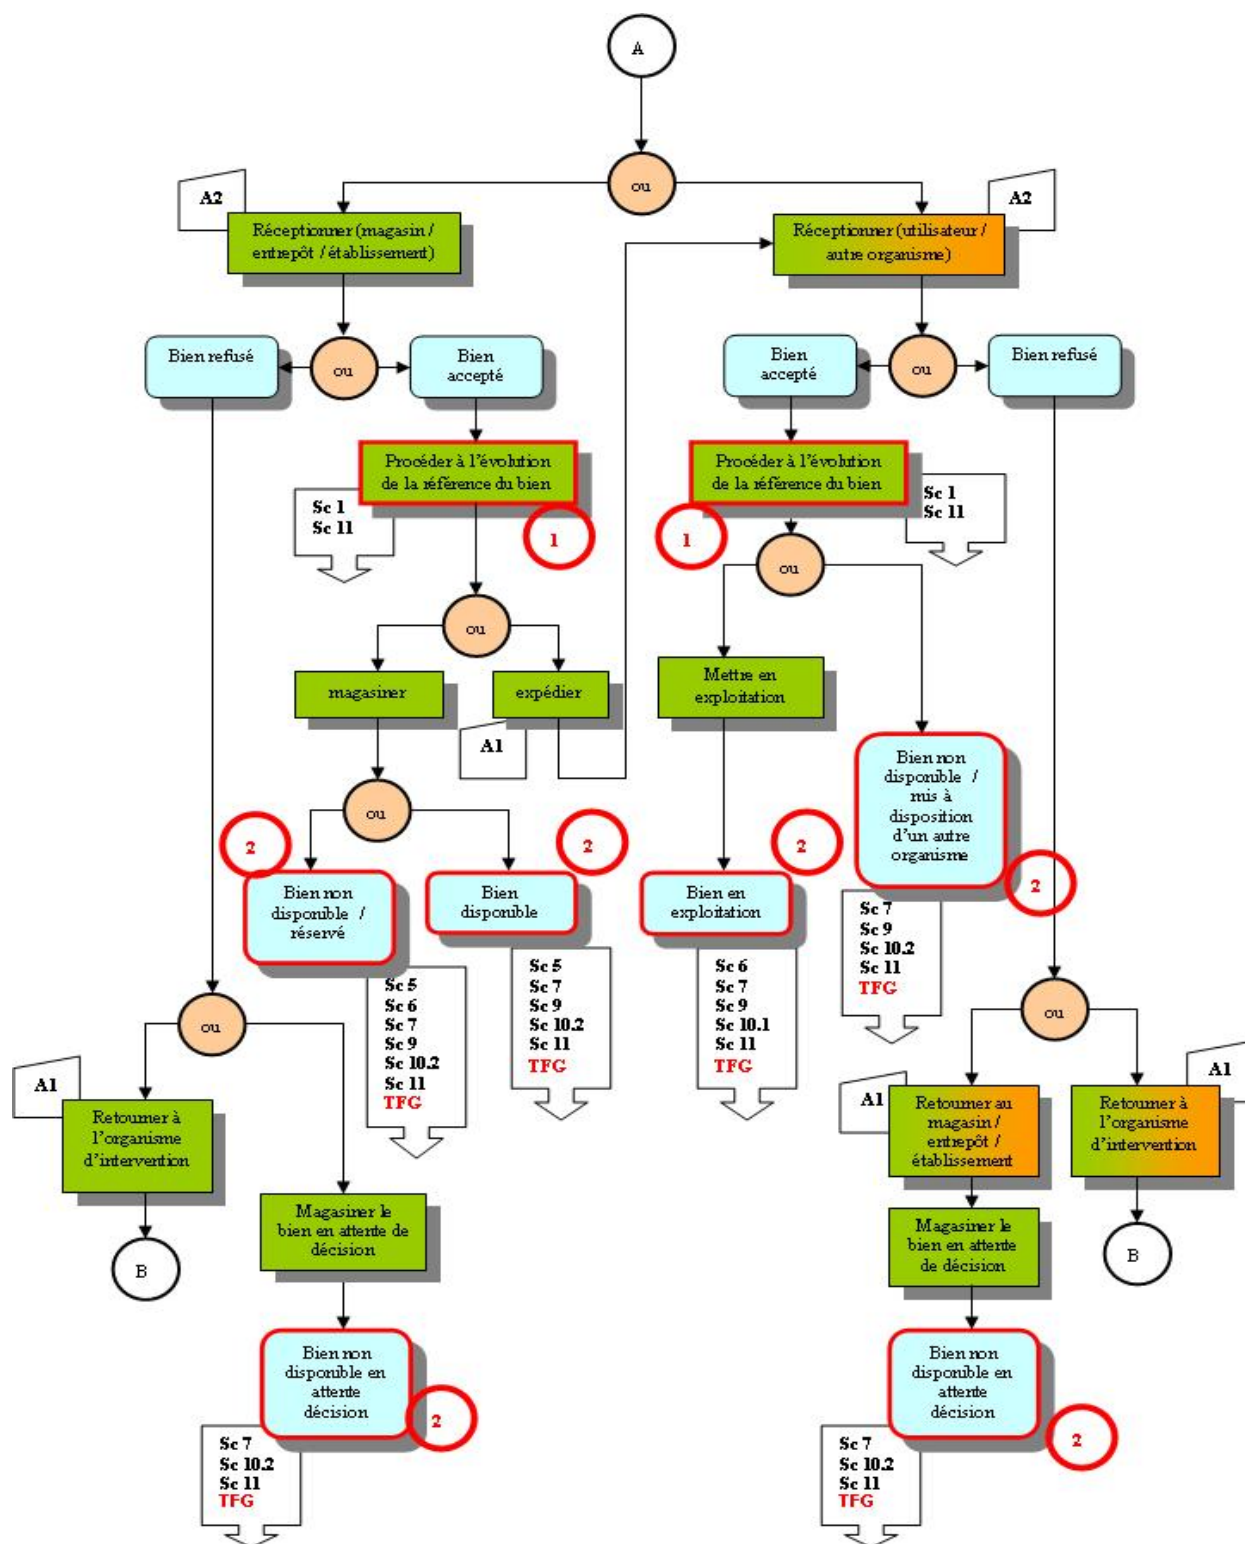 A
ou
A2
Réceptionner (magasin /
entrepôt / établissement)
A2
Réceptionner (utilisateur /
autre organisme)
Bien refusé
ou
Bien
accepté
Bien
accepté
ou
Bien refusé
Procéder à l'évolution
de la référence du bien
Sc 1
Sc 11
1
Procéder à l'évolution
de la référence du bien
Sc 1
Sc 11
1
ou
ou
magasiner
expédier
A1
Mettre en
exploitation
Bien non
disponible /
mis à
disposition
d'un autre
organisme
2
ou
2
Bien non
disponible /
réservé
2
Bien
disponible
2
Bien en
exploitation
Sc 5
Sc 6
Sc 7
Sc 9
Sc 10.2
Sc 11
TFG
Sc 5
Sc 7
Sc 9
Sc 10.2
Sc 11
TFG
Sc 6
Sc 7
Sc 9
Sc 10.1
Sc 11
TFG
Sc 7
Sc 9
Sc 10.2
Sc 11
TFG
ou
ou
A1
Retourner à
l'organisme
d'intervention
A1
Retourner au
magasin /
entrepôt /
établissement
A1
Retourner à
l'organisme
d'intervention
B
Magasiner le
bien en attente de
décision
Magasiner le
bien en attente
de décision
B
Bien non
disponible en
attente
décision
2
Sc 7
Sc 10.2
Sc 11
TFG
Bien non
disponible en
attente
décision
2
Sc 7
Sc 10.2
Sc 11
TFG